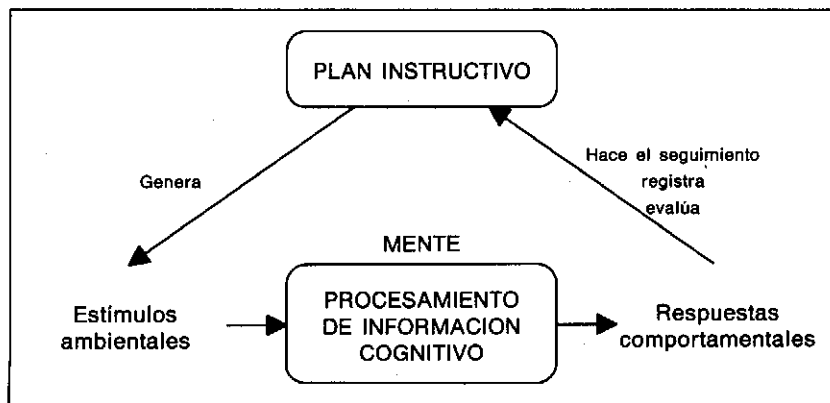 PLAN INSTRUCTIVO
Genera
Hace el seguimiento
registra
evalúa
MENTE
Estímulos
ambientales
PROCESAMIENTO
DE INFORMACION
COGNITIVO
Respuestas
comportamentales